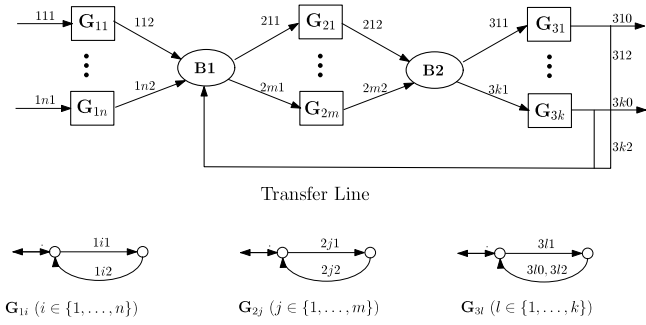 111 G11 112 211 G21 212 311 G31 310
312
B1 B2
1n1 G1n 1n2 2m1 G2m 2m2 3k1 G3k 3k0
3k2
Transfer Line
1i1 2j1 3l1
1i2 2j2 3l0, 3l2
G1i (i ∈ {1, . . . , n}) G2j (j ∈ {1, . . . , m}) G3l (l ∈ {1, . . . , k})